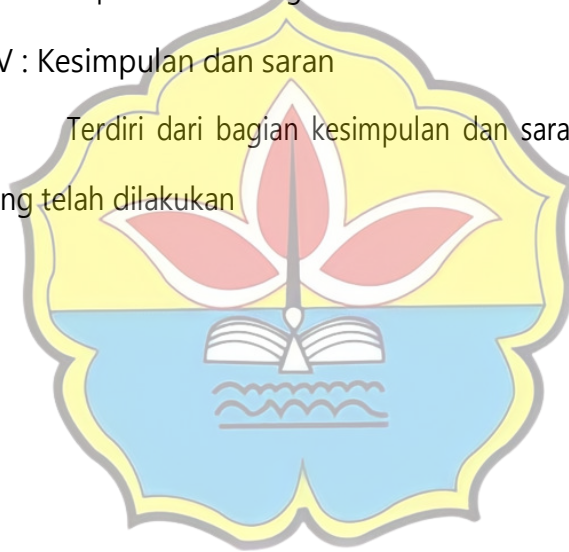 V : Kesimpulan dan saran
Terdiri dari bagian kesimpulan dan sara
ng telah dilakukan